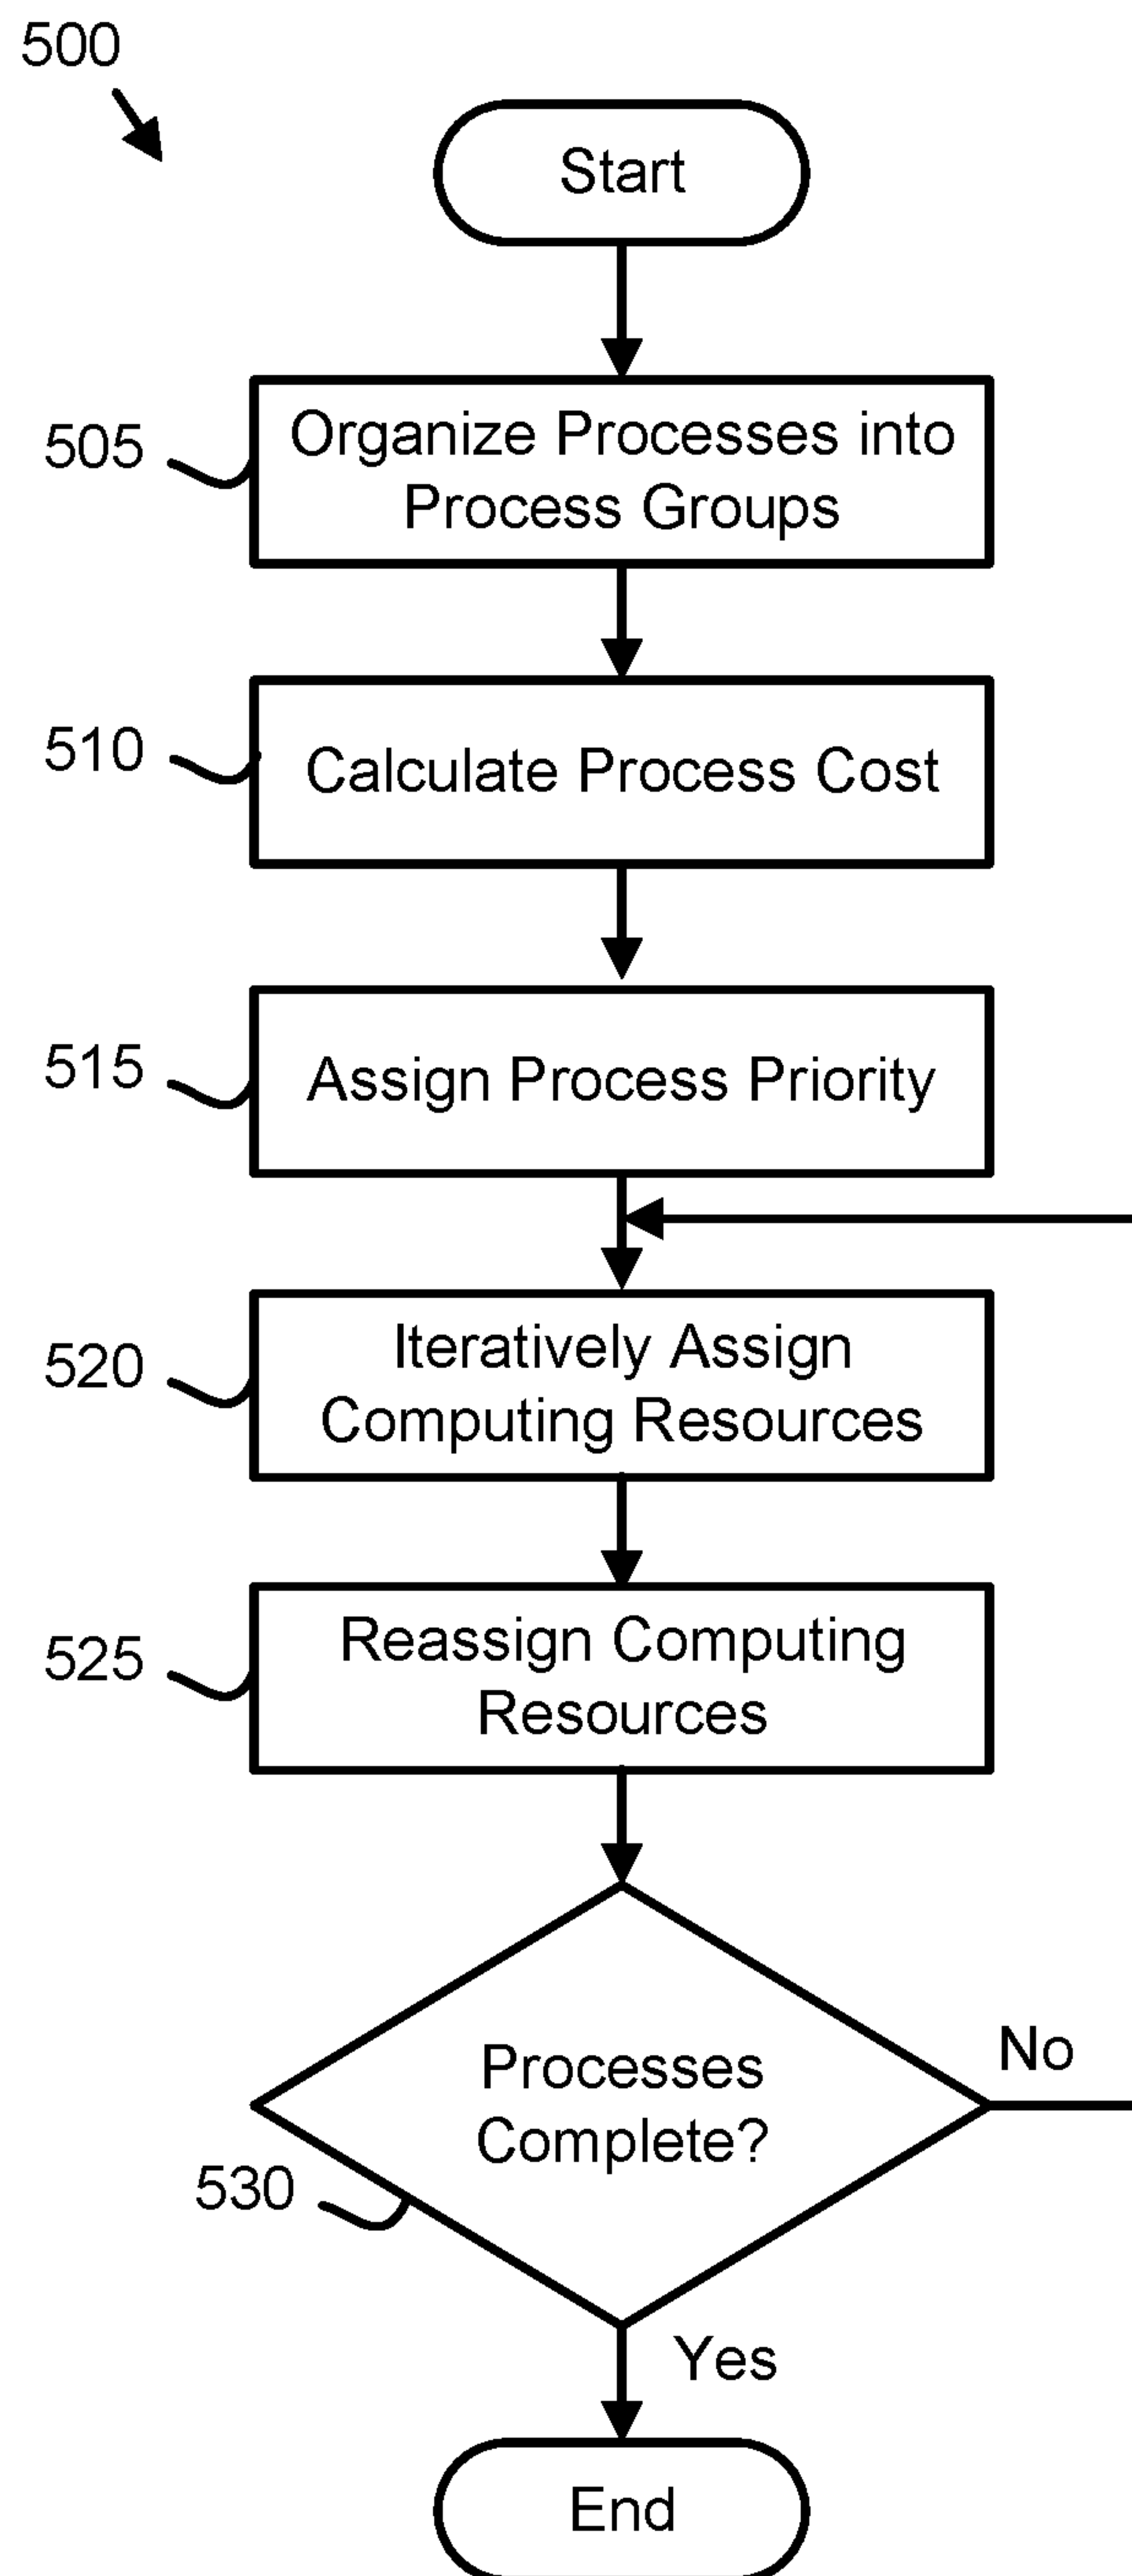 500
Start
505
Organize Processes into
Process Groups
510
Calculate Process Cost
515
Assign Process Priority
520
Iteratively Assign
Computing Resources
525
Reassign Computing
Resources
Processes
Complete?
No
530
Yes
End